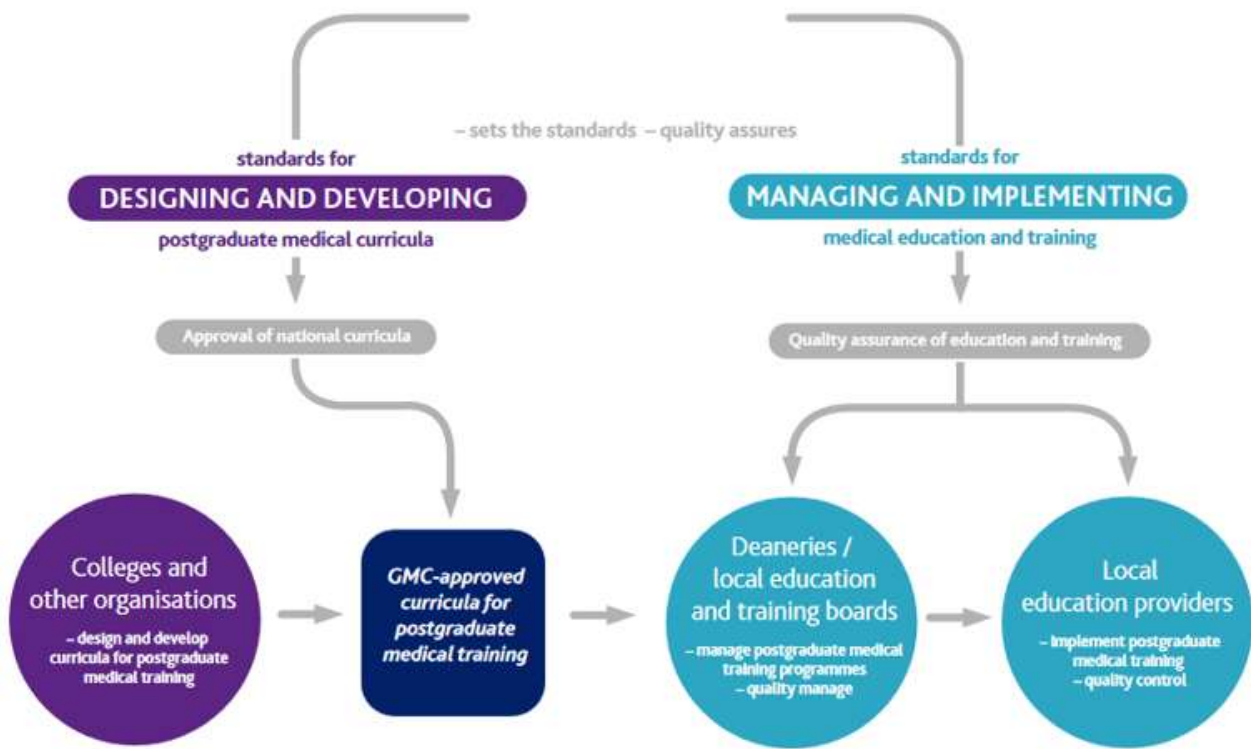 – sets the standards – quality assures
standards for
DESIGNING AND DEVELOPING
postgraduate medical curricula
standards for
MANAGING AND IMPLEMENTING
medical education and training
Approval of national curricula
Quality assurance of education and training
Colleges and
other organisations
– design and develop
curricula for postgraduate
medical training
GMC-approved
curricula for
postgraduate
medical training
Deaneries /
local education
and training boards
– manage postgraduate medical
training programmes
– quality manage
Local
education providers
– implement postgraduate
medical training
– quality control